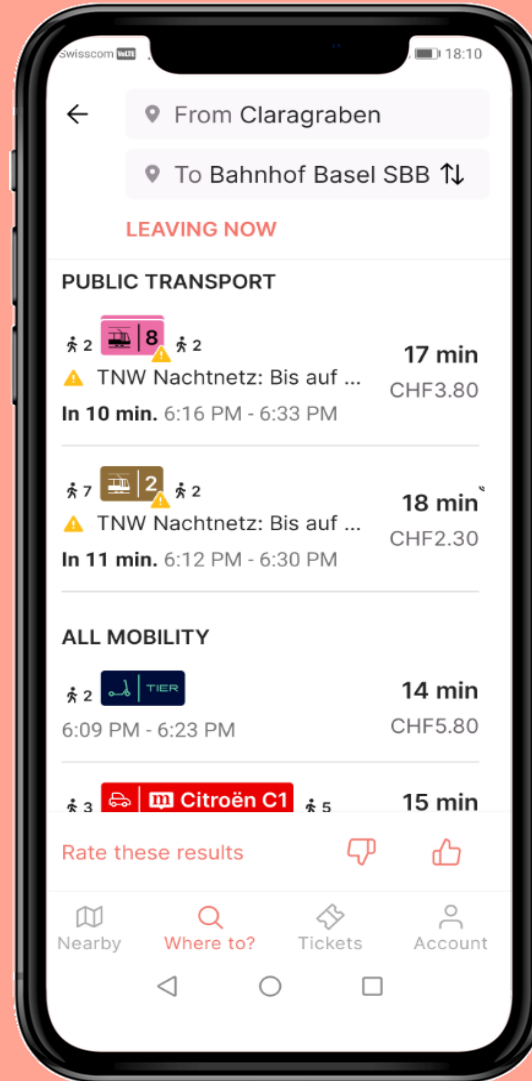 Swisscom VoLTE
18:10
From Claragraben
To Bahnhof Basel SBB
LEAVING NOW
PUBLIC TRANSPORT
2 8 2
17 min
TNW Nachtnetz: Bis auf ...
CHF3.80
In 10 min. 6:16 PM - 6:33 PM
7 2 2
18 min
TNW Nachtnetz: Bis auf ...
CHF2.30
In 11 min. 6:12 PM - 6:30 PM
ALL MOBILITY
2 TIER
14 min
6:09 PM - 6:23 PM
CHF5.80
3 m Citroën C1 5
15 min
Rate these results
Nearby
Where to?
Tickets
Account